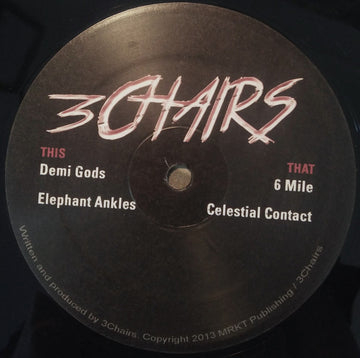 3CHAIRS
THIS
Demi Gods
Elephant Ankles
THAT
6 Mile
Celestial Contact
Written and produced by 3Chairs. Copyright 2013 MRKT Publishing / 3Chairs